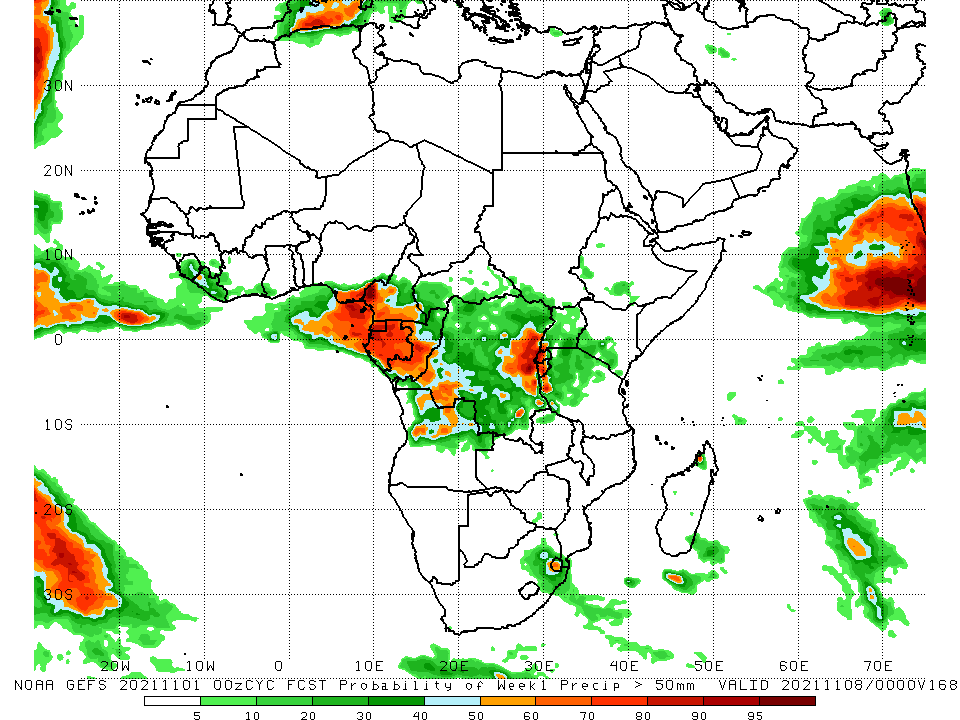 30N
20N
10N
0
10S
20S
30S
20W 10W 0 10E 20E 30E 40E 50E 60E 70E
NOAA GEFS 20211101 00zCYC FCST Probability of Week1 Precip > 50mm VALID 20211108/0000V168
5 10 20 30 40 50 60 70 80 90 95